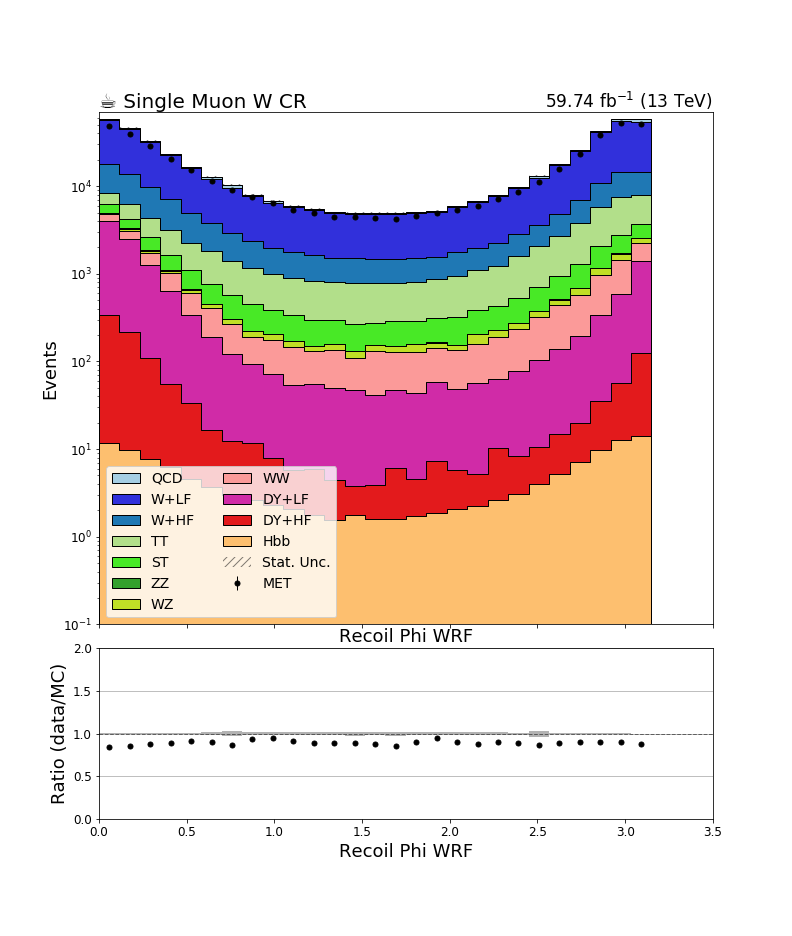 ☕ Single Muon W CR
59.74 fb⁻¹ (13 TeV)
Events
10⁴
10³
10²
10¹
10⁰
10⁻¹
QCD
W+LF
W+HF
TT
ST
ZZ
WZ
WW
DY+LF
DY+HF
Hbb
Stat. Unc.
MET
Recoil Phi WRF
Ratio (data/MC)
2.0
1.5
1.0
0.5
0.0
0.0 0.5 1.0 1.5 2.0 2.5 3.0 3.5
Recoil Phi WRF